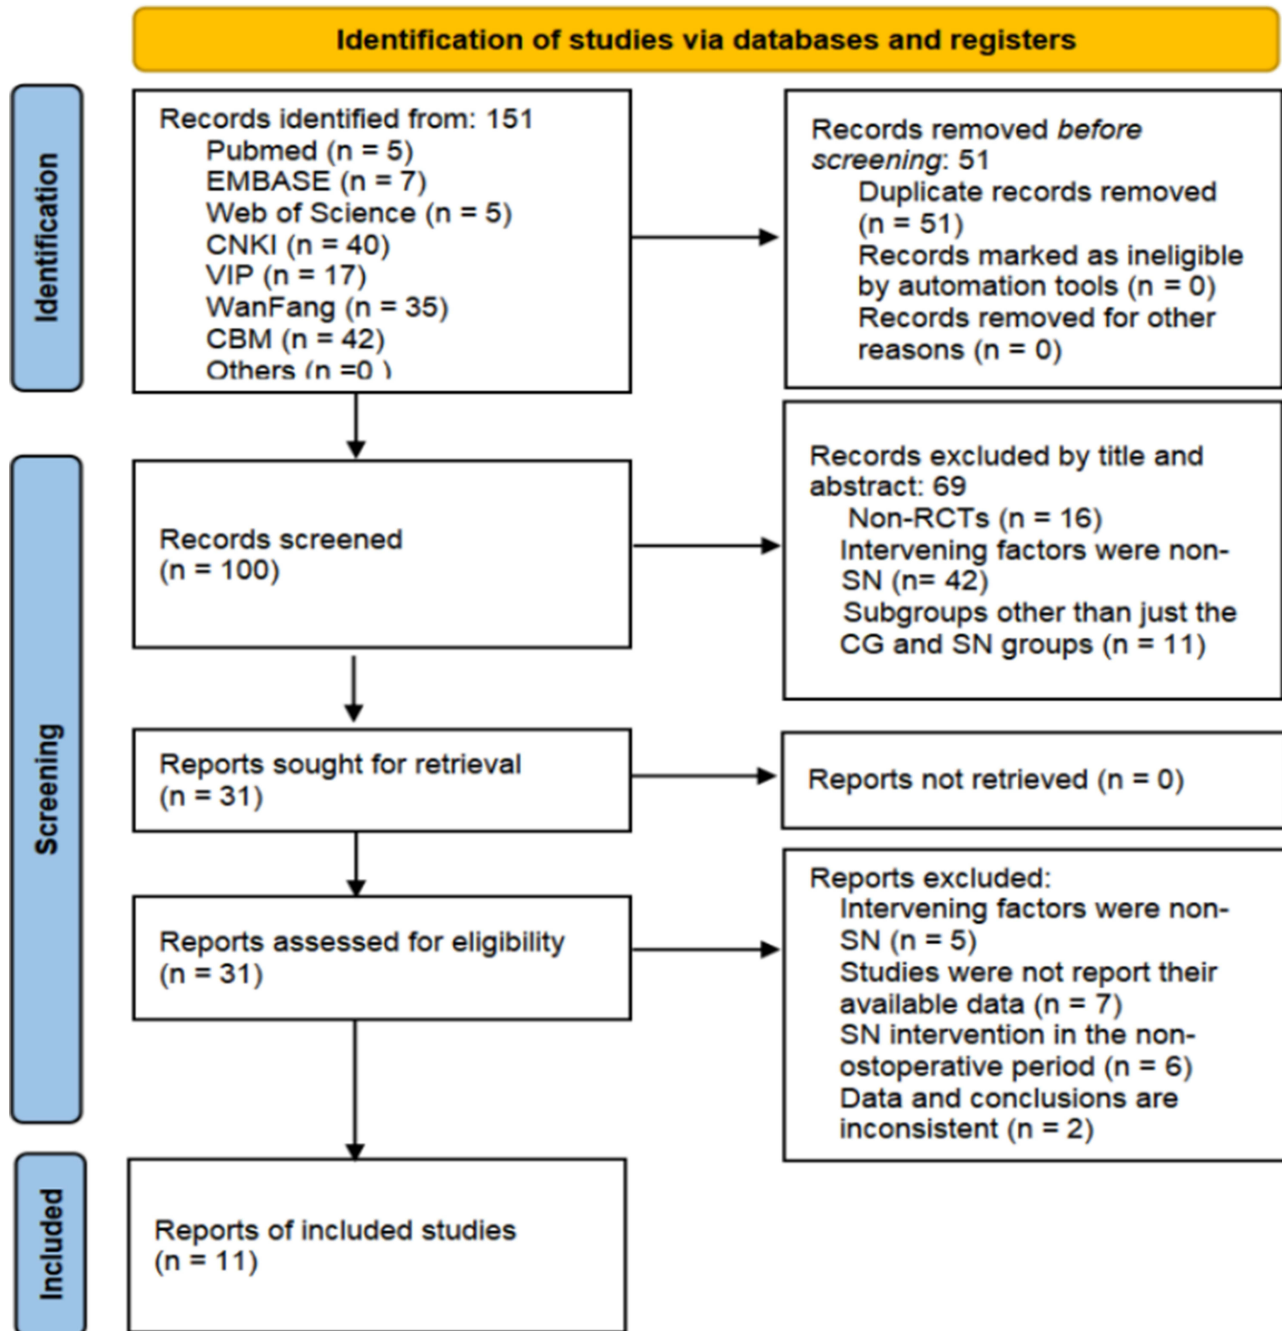 Identification of studies via databases and registers
Identification
Records identified from: 151
Pubmed (n = 5)
EMBASE (n = 7)
Web of Science (n = 5)
CNKI (n = 40)
VIP (n = 17)
WanFang (n = 35)
CBM (n = 42)
Others (n =0 )
Records removed before
screening: 51
Duplicate records removed
(n = 51)
Records marked as ineligible
by automation tools (n = 0)
Records removed for other
reasons (n = 0)
Screening
Records screened
(n = 100)
Records excluded by title and
abstract: 69
Non-RCTs (n = 16)
Intervening factors were non-
SN (n= 42)
Subgroups other than just the
CG and SN groups (n = 11)
Reports sought for retrieval
(n = 31)
Reports not retrieved (n = 0)
Reports assessed for eligibility
(n = 31)
Reports excluded:
Intervening factors were non-
SN (n = 5)
Studies were not report their
available data (n = 7)
SN intervention in the non-
ostoperative period (n = 6)
Data and conclusions are
inconsistent (n = 2)
Included
Reports of included studies
(n = 11)